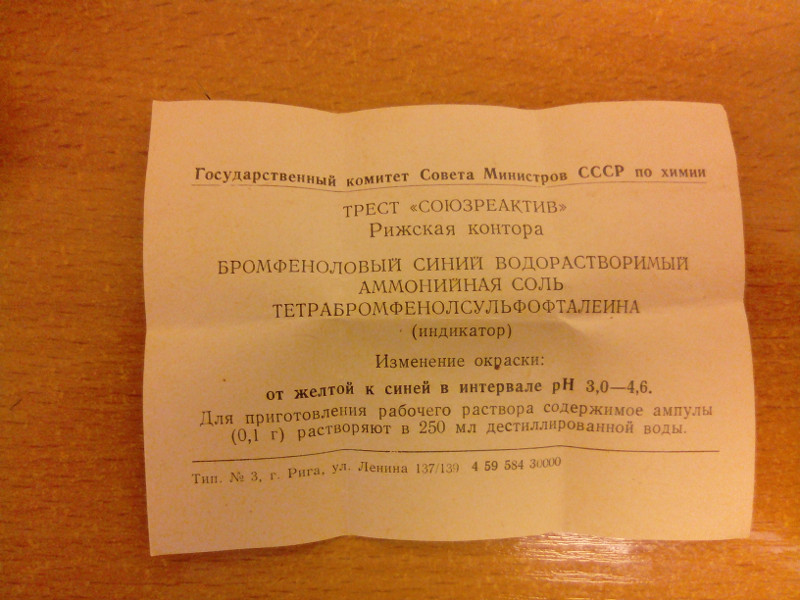 Государственный комитет Совета Министров СССР по химии
ТРЕСТ «СОЮЗРЕАКТИВ»
Рижская контора
БРОМФЕНОЛОВЫЙ СИНИЙ ВОДОРАСТВОРИМЫЙ
АММОНИЙНАЯ СОЛЬ
ТЕТРАБРОМФЕНОЛСУЛЬФОФТАЛЕИНА
(индикатор)
Изменение окраски:
от желтой к синей в интервале pH 3,0—4,6.
Для приготовления рабочего раствора содержимое ампулы
(0,1 г) растворяют в 250 мл дестиллированной воды.
Тип. № 3, г. Рига, ул. Ленина 137/139 4 59 584 30000